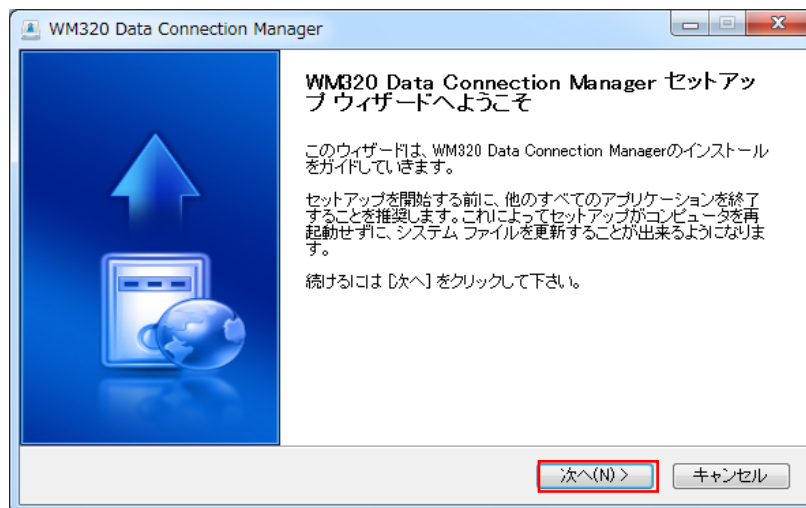 WM320 Data Connection Manager
WM320 Data Connection Manager セットアッ
プ ウィザードへようこそ
このウィザードは、WM320 Data Connection Managerのインストール
をガイドしていきます。
セットアップを開始する前に、他のすべてのアプリケーションを終了
することを推奨します。これによってセットアップがコンピュータを再
起動せずに、システム ファイルを更新することが出来るようになりま
す。
続けるには [次へ] をクリックして下さい。
次へ(N) >
キャンセル